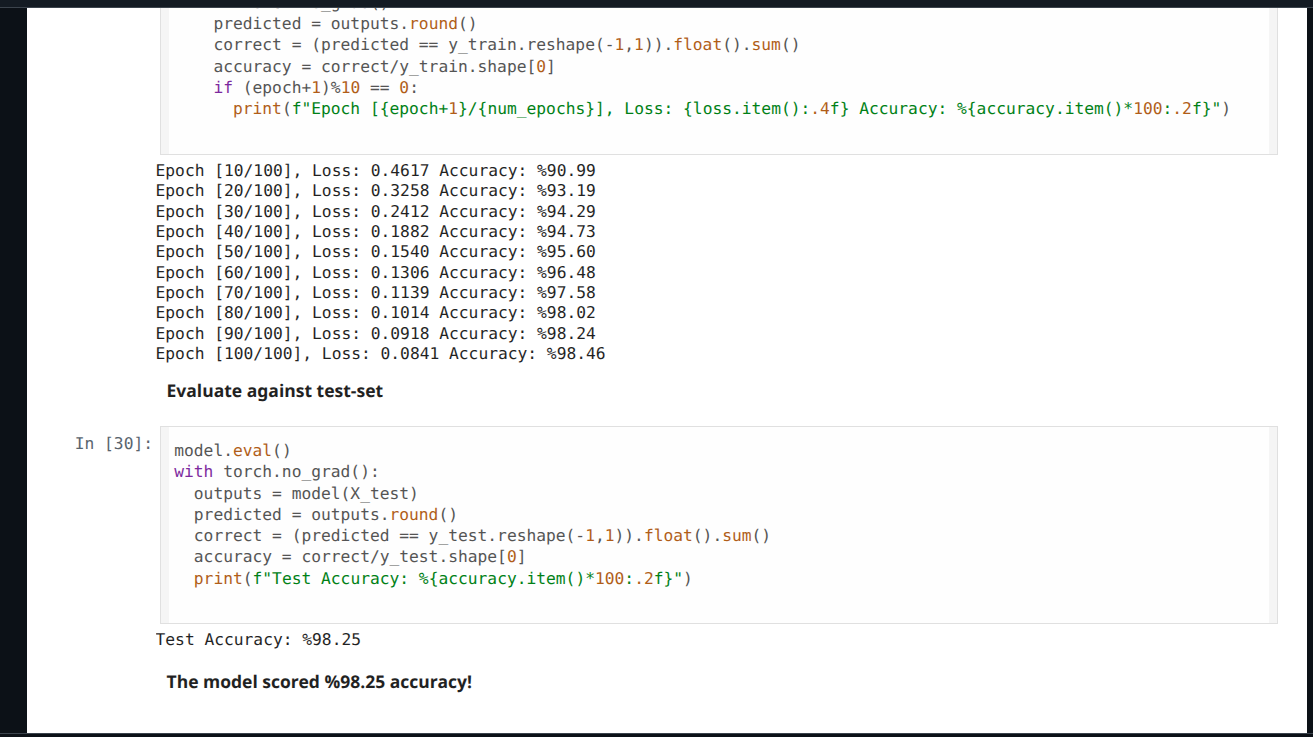 predicted = outputs.round()
correct = (predicted == y_train.reshape(-1,1)).float().sum()
accuracy = correct/y_train.shape[0]
if (epoch+1)%10 == 0:
print(f"Epoch [{epoch+1}/{num_epochs}], Loss: {loss.item():.4f} Accuracy: %{accuracy.item()*100:.2f}")
Epoch [10/100], Loss: 0.4617 Accuracy: %90.99
Epoch [20/100], Loss: 0.3258 Accuracy: %93.19
Epoch [30/100], Loss: 0.2412 Accuracy: %94.29
Epoch [40/100], Loss: 0.1882 Accuracy: %94.73
Epoch [50/100], Loss: 0.1540 Accuracy: %95.60
Epoch [60/100], Loss: 0.1306 Accuracy: %96.48
Epoch [70/100], Loss: 0.1139 Accuracy: %97.58
Epoch [80/100], Loss: 0.1014 Accuracy: %98.02
Epoch [90/100], Loss: 0.0918 Accuracy: %98.24
Epoch [100/100], Loss: 0.0841 Accuracy: %98.46
Evaluate against test-set
In [30]:
model.eval()
with torch.no_grad():
outputs = model(X_test)
predicted = outputs.round()
correct = (predicted == y_test.reshape(-1,1)).float().sum()
accuracy = correct/y_test.shape[0]
print(f"Test Accuracy: %{accuracy.item()*100:.2f}")
Test Accuracy: %98.25
The model scored %98.25 accuracy!